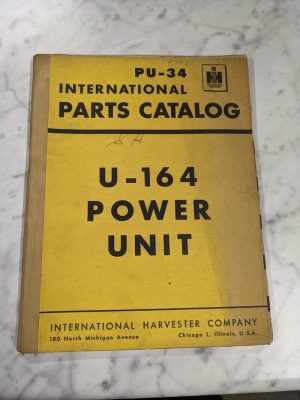 PU-34
INTERNATIONAL
PARTS CATALOG
U-164
POWER
UNIT
INTERNATIONAL HARVESTER COMPANY
180 North Michigan Avenue Chicago 1, Illinois, U.S.A.